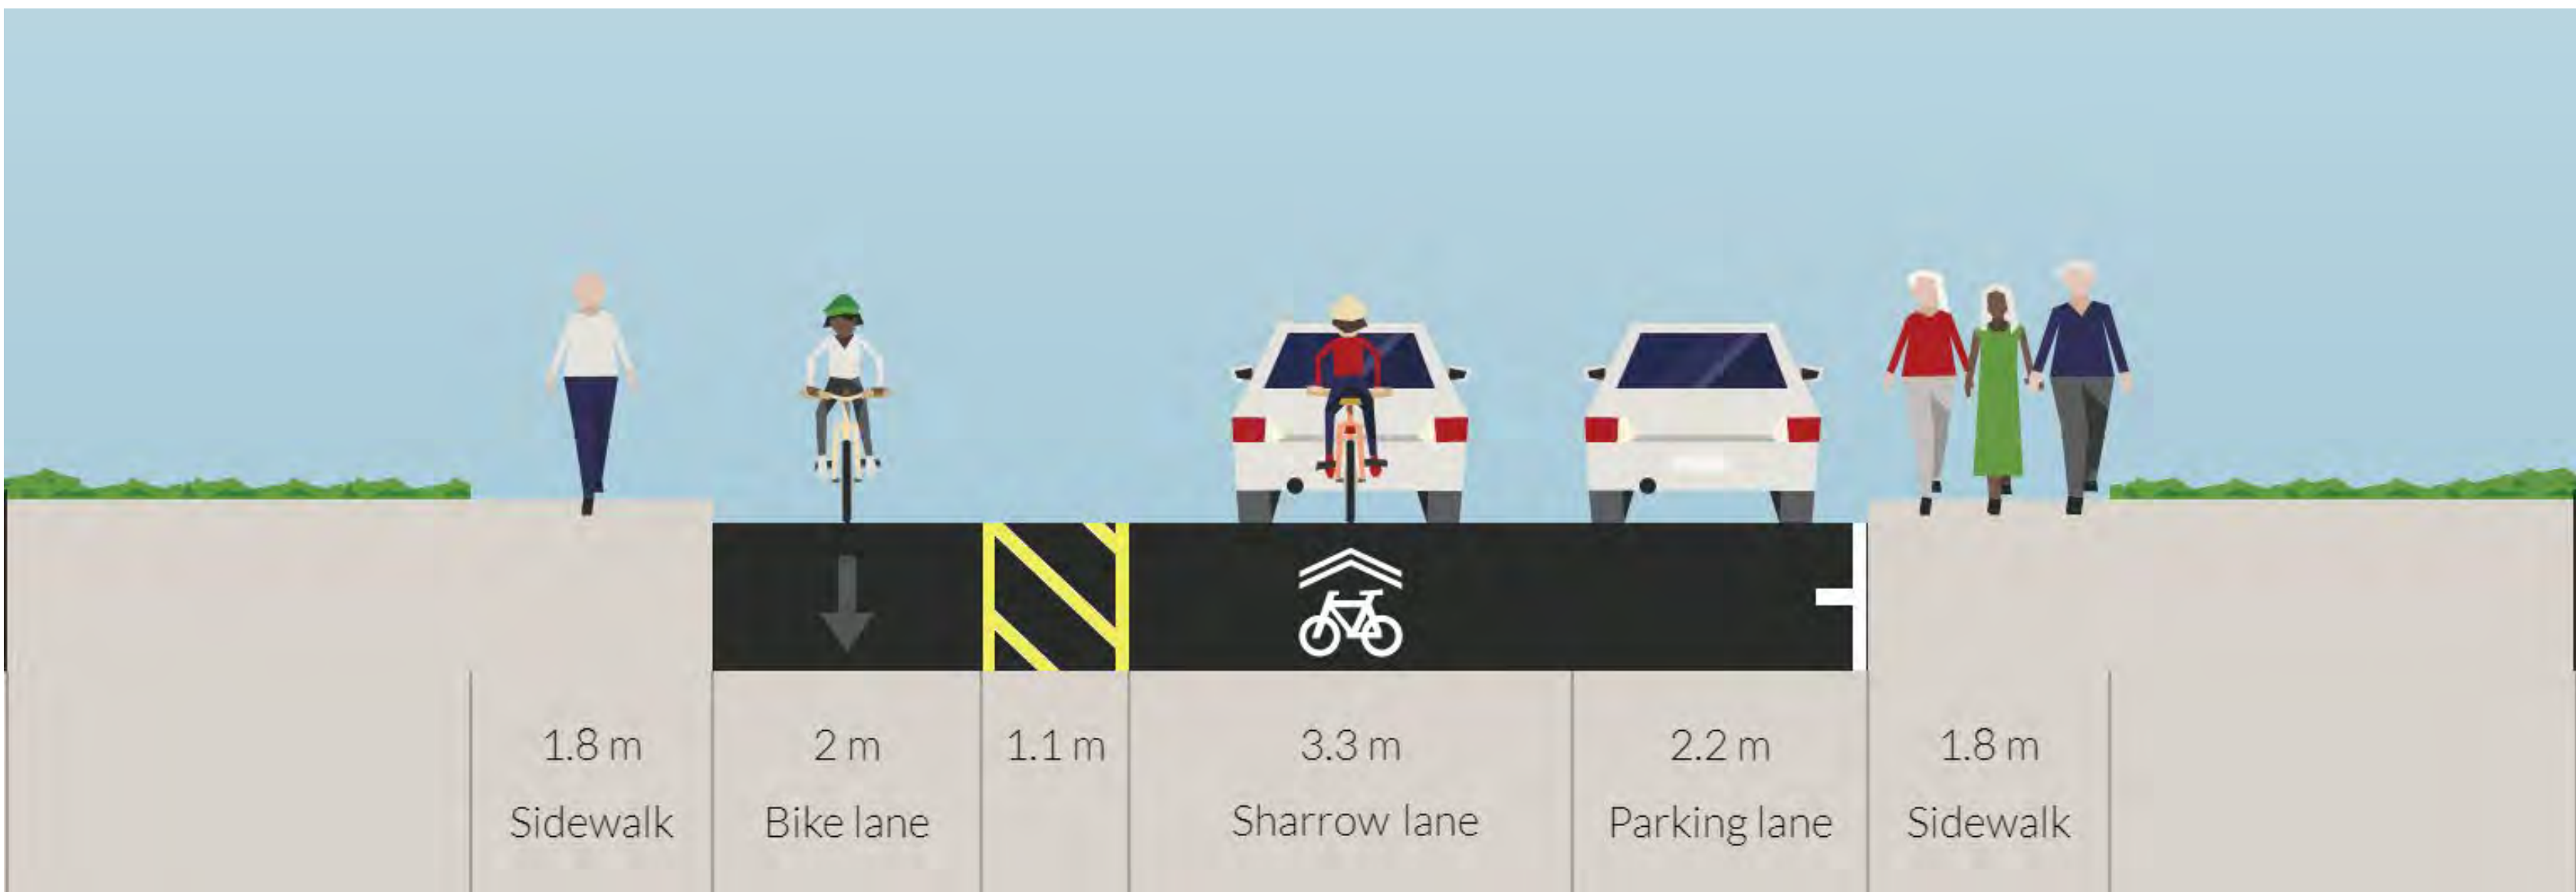 1.8 m
Sidewalk
2 m
Bike lane
1.1 m
3.3 m
Sharrow lane
2.2 m
Parking lane
1.8 m
Sidewalk